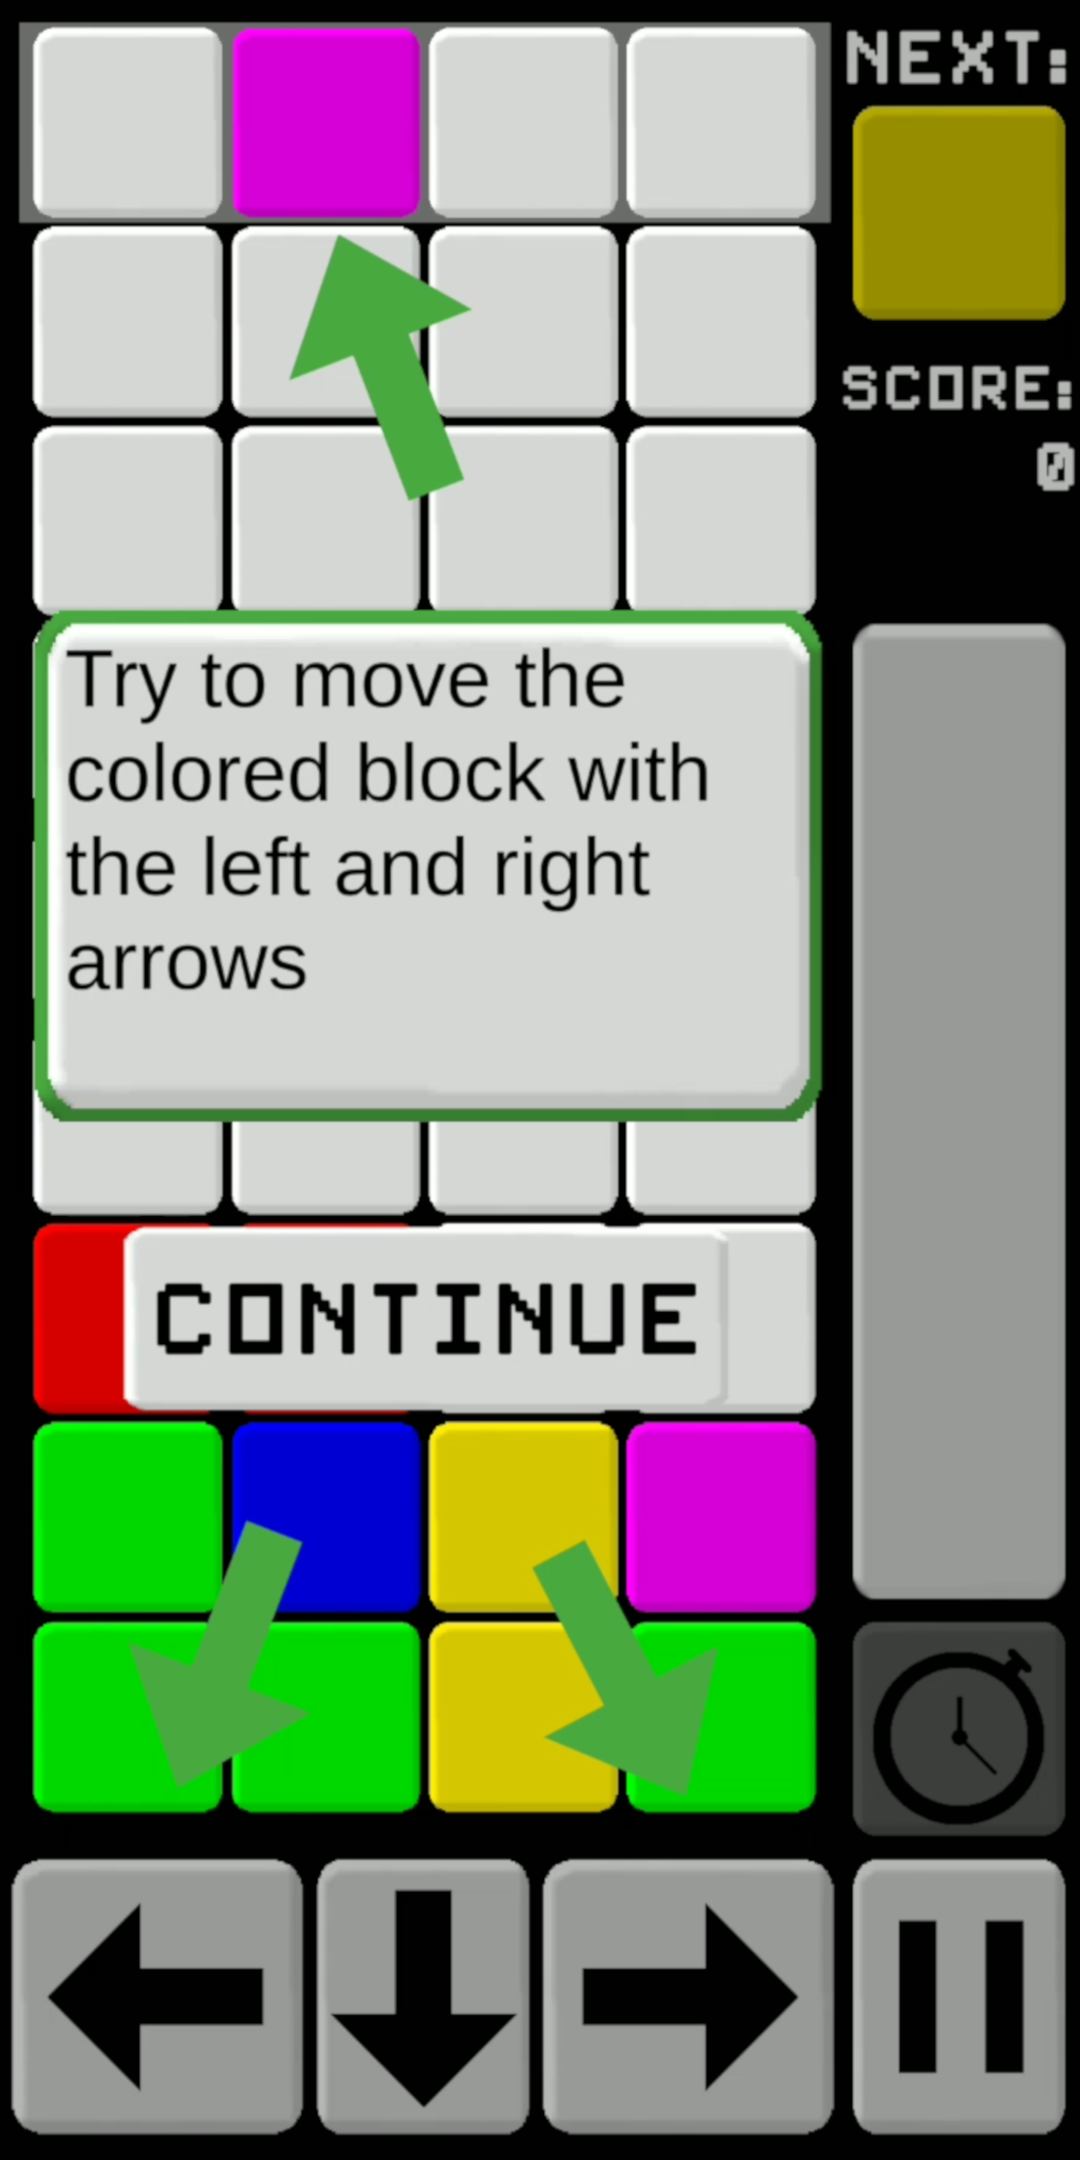 NEXT:
SCORE:
0
Try to move the
colored block with
the left and right
arrows
CONTINUE